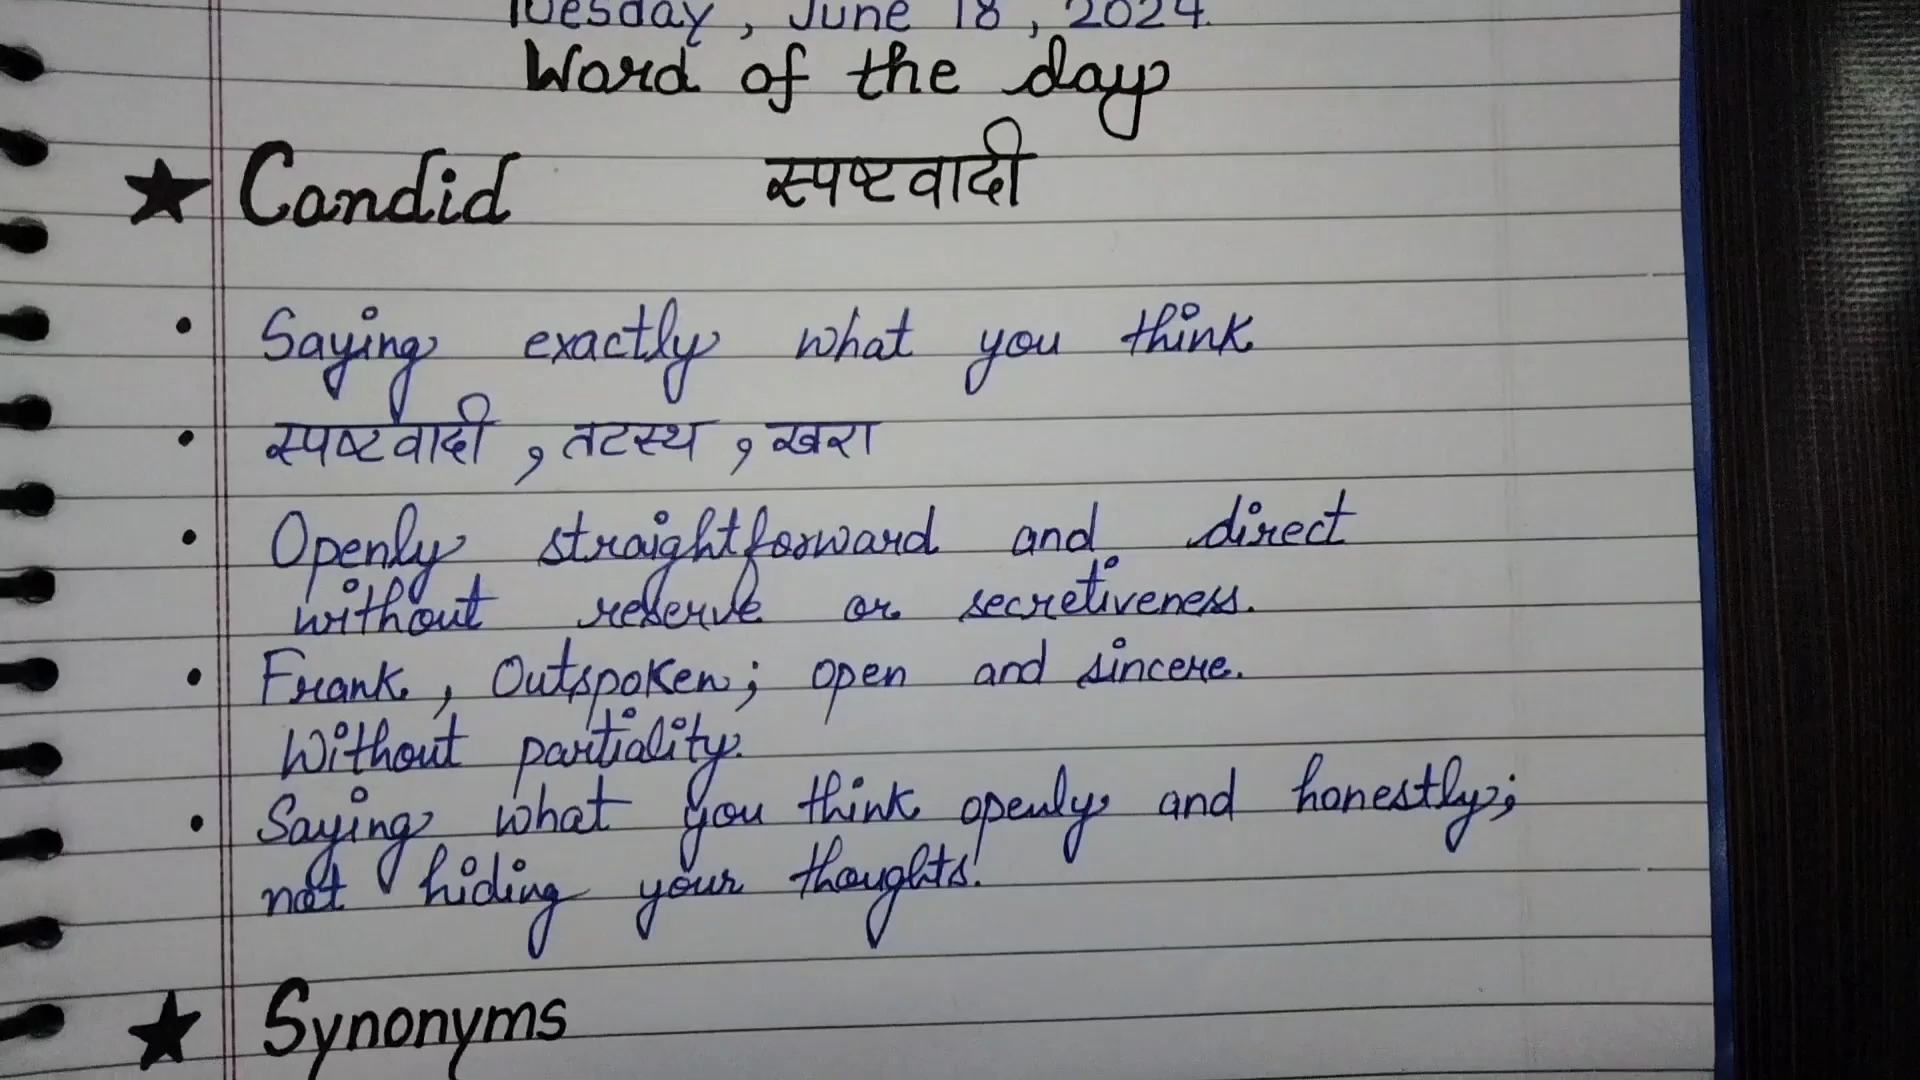 Tuesday, June 18, 2024.
Word of the day
★ Candid स्पष्टवादी
• Saying exactly what you think
• स्पष्टवादी, तटस्थ, खरा
• Openly straightforward and direct
without reserve or secretiveness.
• Frank, Outspoken; open and sincere.
Without partiality.
• Saying what you think openly and honestly;
not hiding your thoughts.
★ Synonyms